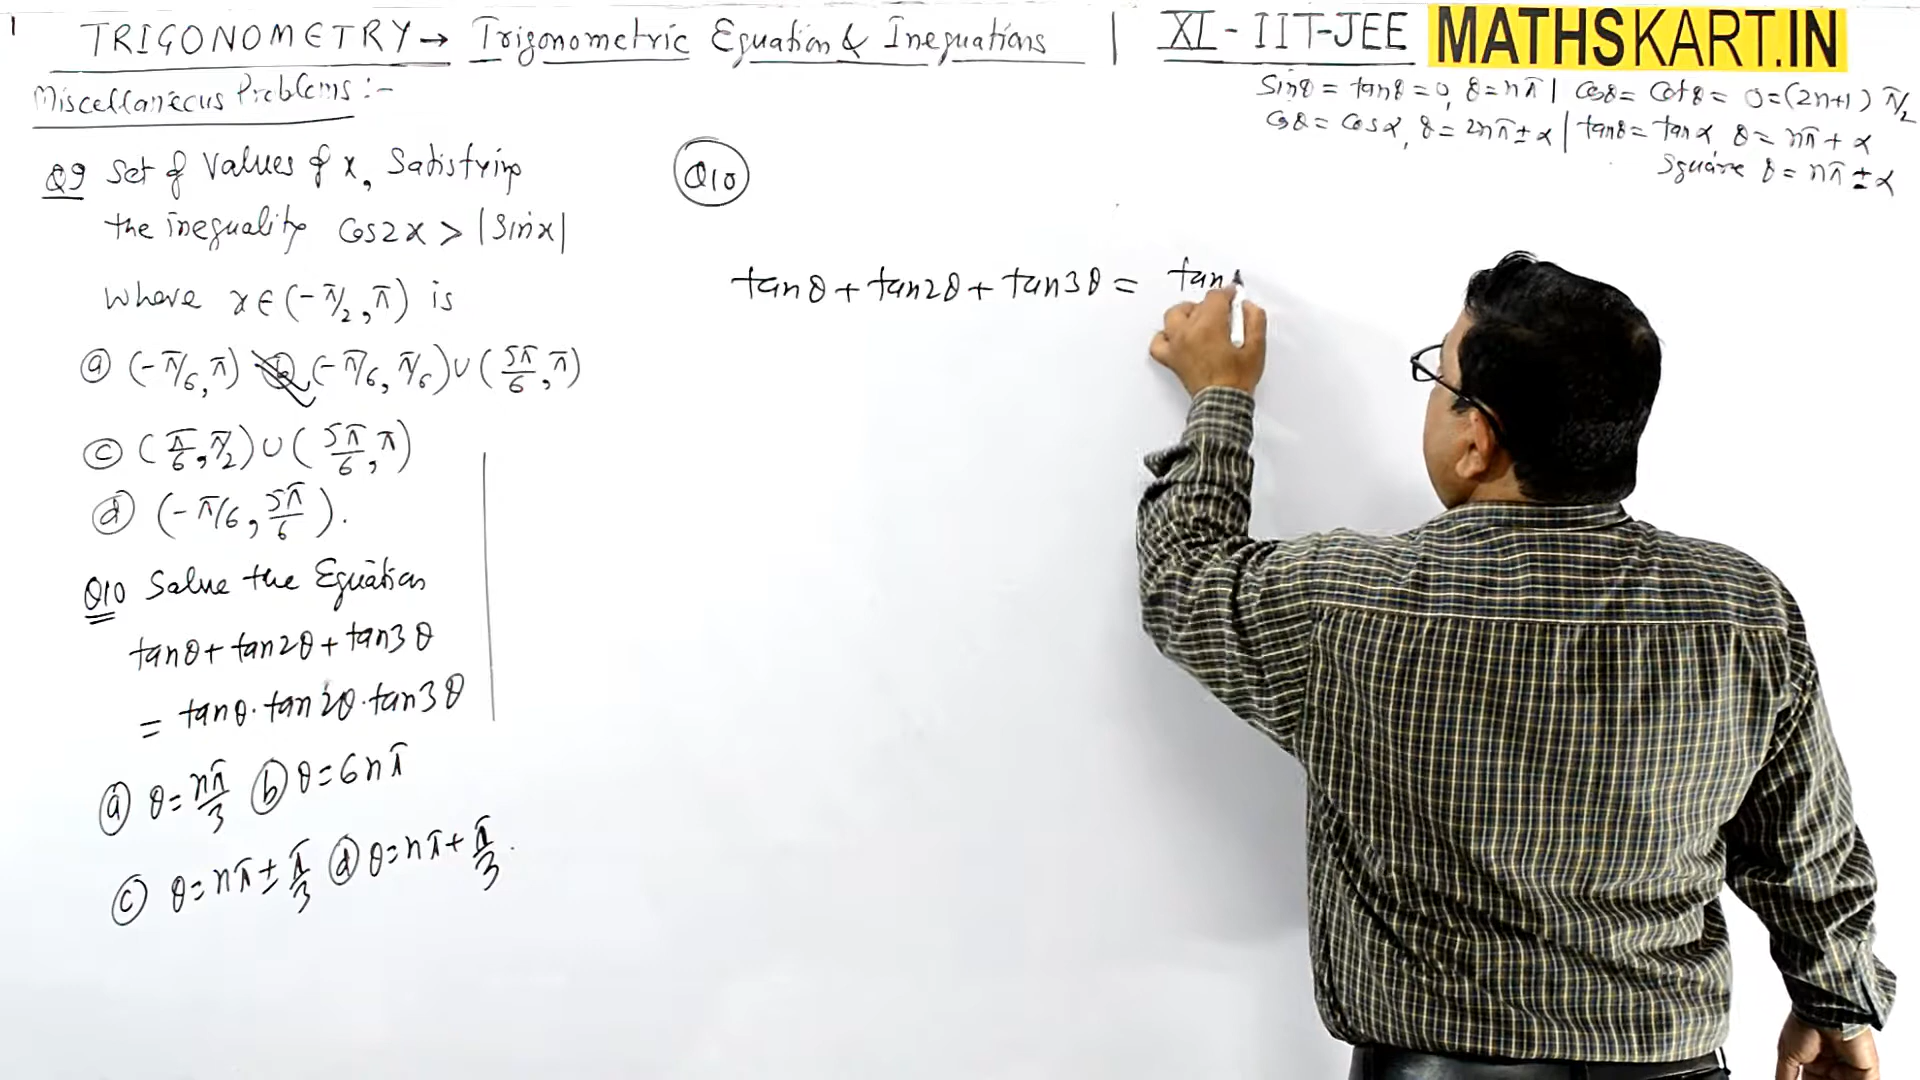 1
TRIGONOMETRY → Trigonometric Equation & Inequations | XI - IIT-JEE MATHSKART.IN
Miscellaneous Problems :-
Sinθ = tanθ = 0, θ = nπ | Cosθ = Cotθ = 0 = (2n+1) π/2
Cosθ = Cosα, θ = 2nπ ± α | tanθ = tanα θ = nπ + α
Square θ = nπ ± α
Q9 Set of Values of x, Satisfying
the inequality Cos2x > |Sinx|
Where x ∈ (-π/2, π) is
(a) (-π/6, π) (b) (-π/6, π/6) ∪ (5π/6, π)
(c) (π/6, π/2) ∪ (5π/6, π)
(d) (-π/6, 5π/6).
Q10 Solve the Equation
tanθ + tan2θ + tan3θ
= tanθ · tan2θ · tan3θ
(a) θ = nπ/3 (b) θ = 6nπ
(c) θ = nπ ± π/3 (d) θ = nπ + π/3.
Q10
tanθ + tan2θ + tan3θ = tan